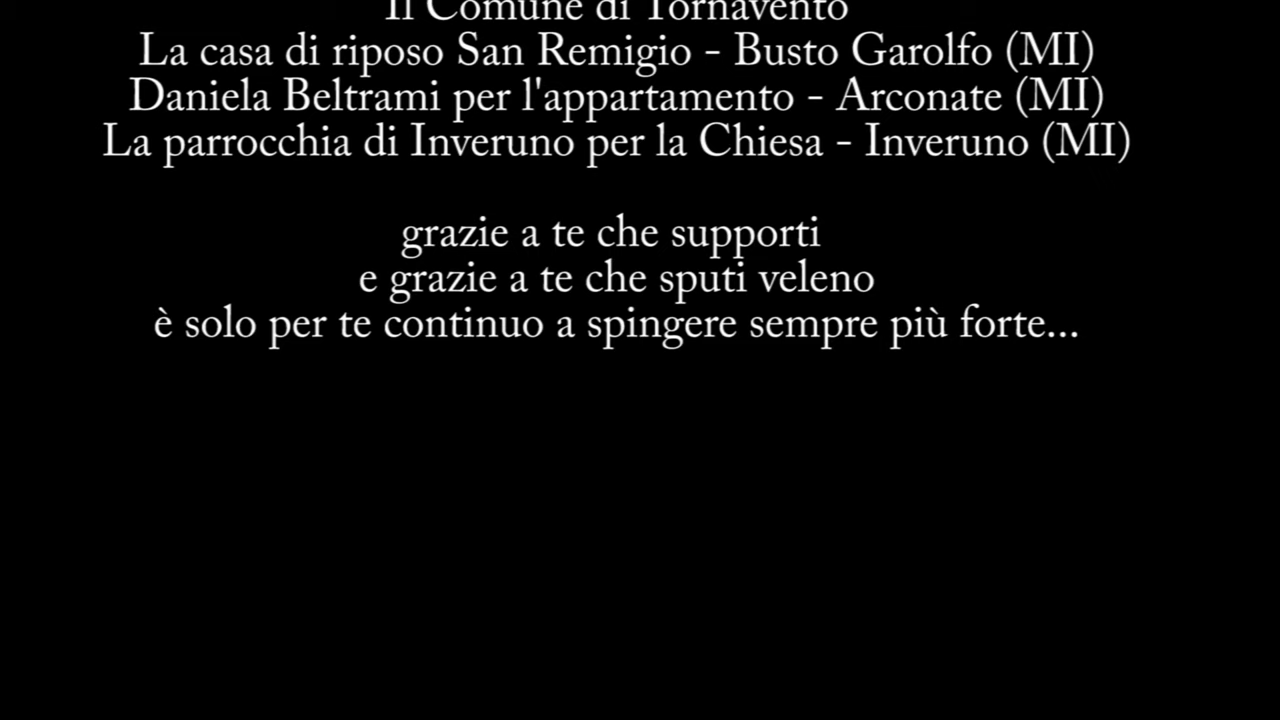 Il Comune di Tornavento
La casa di riposo San Remigio - Busto Garolfo (MI)
Daniela Beltrami per l'appartamento - Arconate (MI)
La parrocchia di Inveruno per la Chiesa - Inveruno (MI)
grazie a te che supporti
e grazie a te che sputi veleno
è solo per te continuo a spingere sempre più forte...